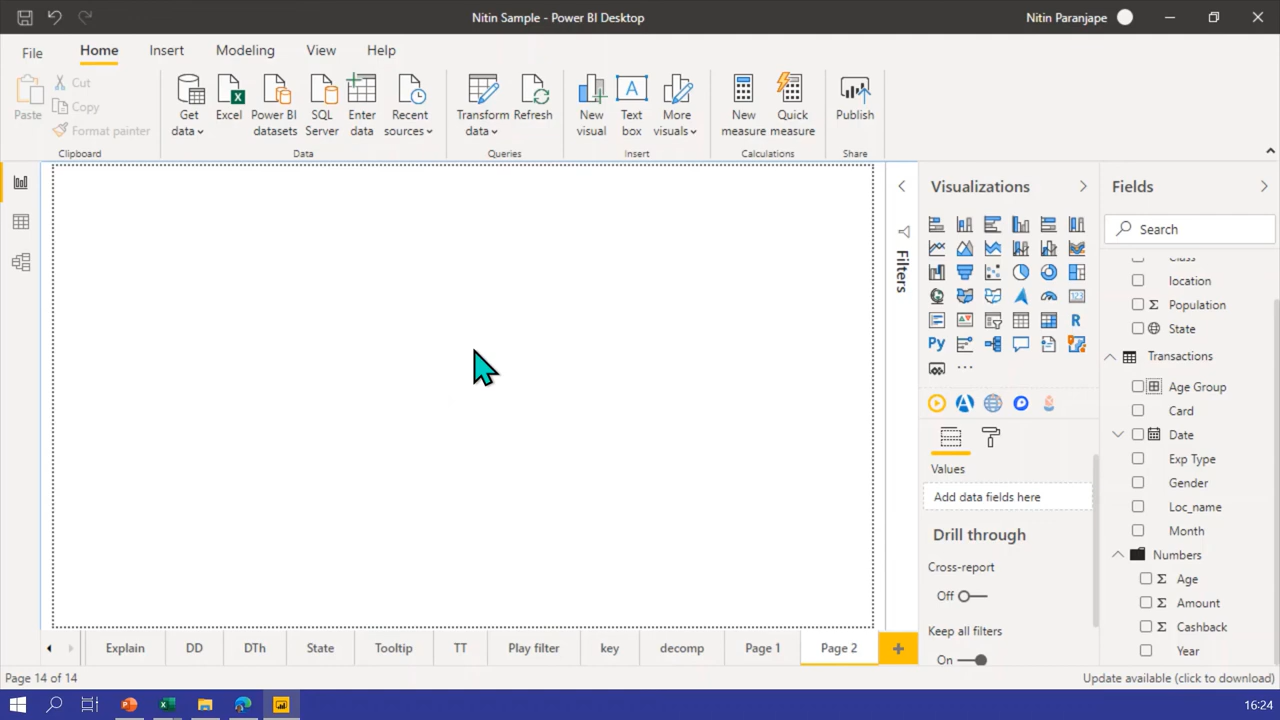 Nitin Sample - Power BI Desktop
Nitin Paranjape
File
Home
Insert
Modeling
View
Help
Paste
Cut
Copy
Format painter
Clipboard
Get data
Excel
Power BI datasets
SQL Server
Enter data
Recent sources
Data
Transform data
Refresh
Queries
New visual
A
Text box
More visuals
Insert
New measure
Quick measure
Calculations
Publish
Share
Filters
Visualizations
R
Py
123
Values
Add data fields here
Drill through
Cross-report
Off
Keep all filters
On
Fields
Search
Class
location
Σ Population
State
Transactions
Age Group
Card
Date
Exp Type
Gender
Loc_name
Month
Numbers
Σ Age
Σ Amount
Σ Cashback
Year
Explain
DD
DTh
State
Tooltip
TT
Play filter
key
decomp
Page 1
Page 2
+
Page 14 of 14
Update available (click to download)
16:24